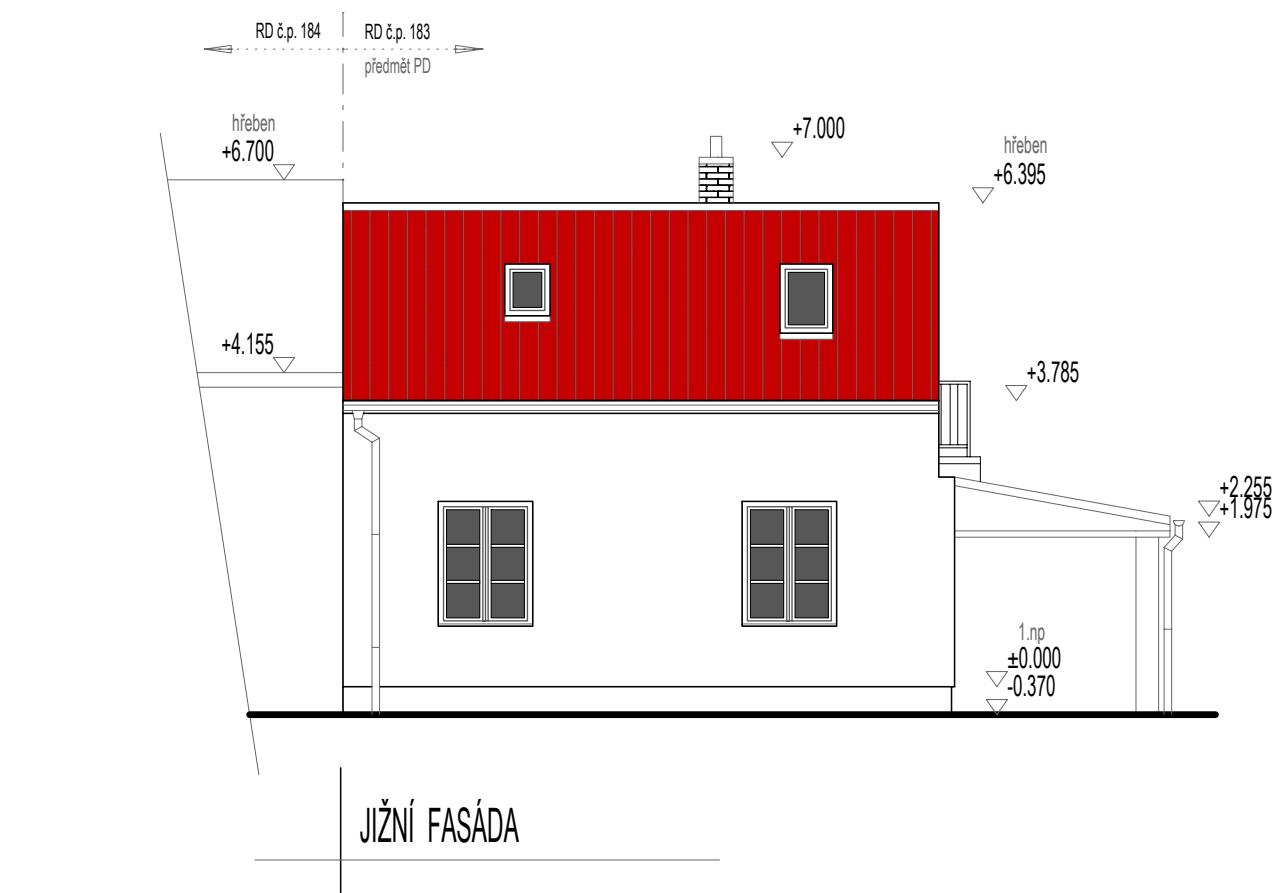 RD č.p. 184
RD č.p. 183
předmět PD
hřeben
+6.700
+7.000
hřeben
+6.395
+4.155
+3.785
+2.255
+1.975
1.np
±0.000
-0.370
JIŽNÍ FASÁDA